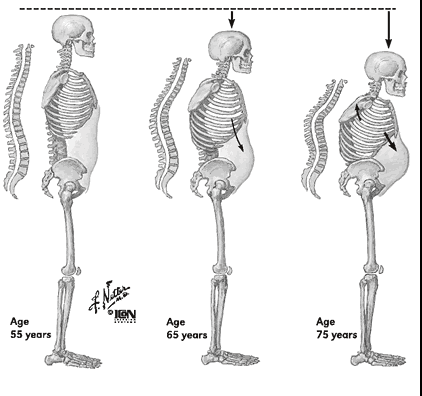 F. Netter
M.D.
© ICON
Age
55 years
Age
65 years
Age
75 years